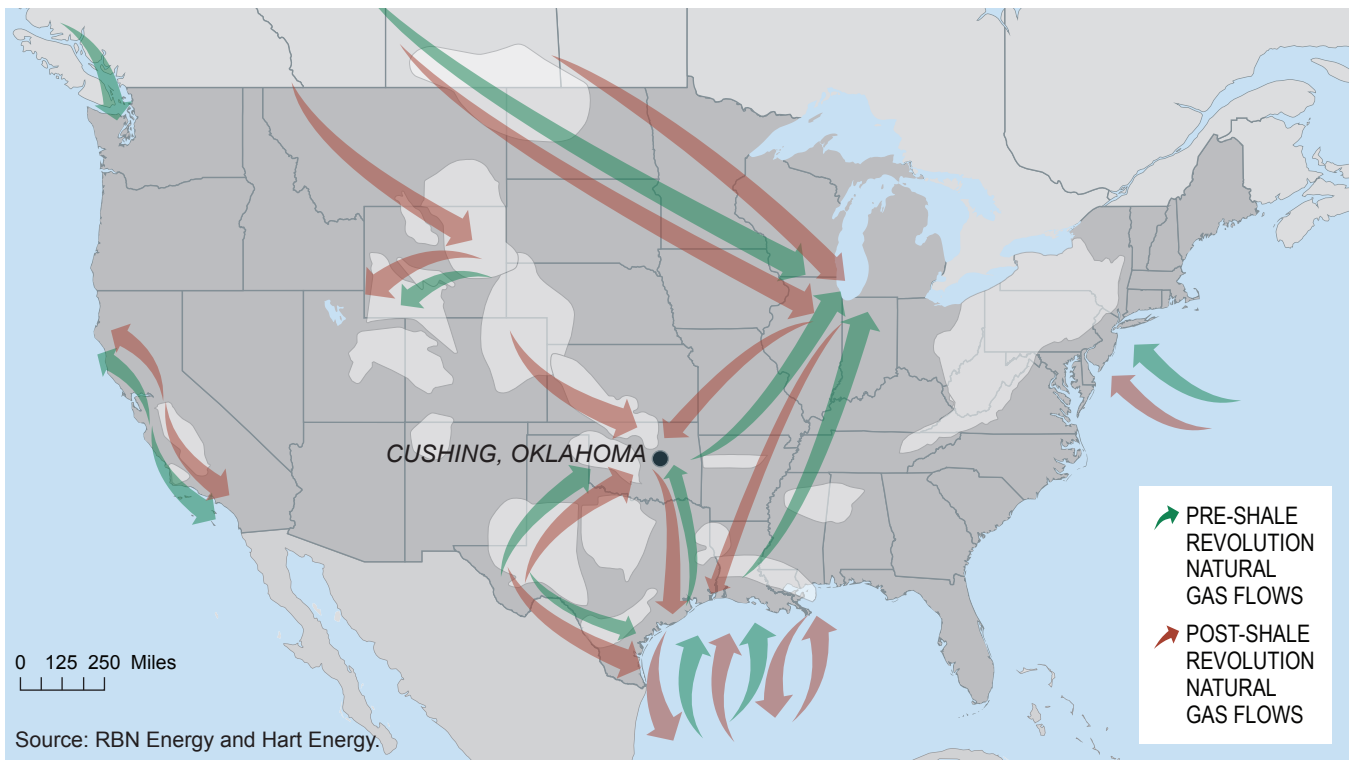 CUSHING, OKLAHOMA
PRE-SHALE
REVOLUTION
NATURAL
GAS FLOWS
POST-SHALE
REVOLUTION
NATURAL
GAS FLOWS
0 125 250 Miles
Source: RBN Energy and Hart Energy.